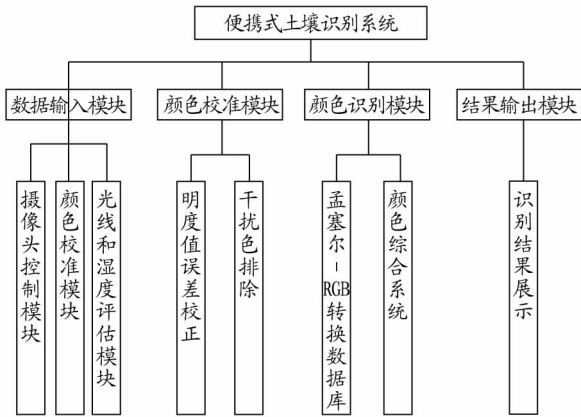 便携式土壤识别系统
数据输入模块
颜色校准模块
颜色识别模块
结果输出模块
摄像头控制模块
颜色校准模块
光线和湿度评估模块
明度值误差校正
干扰色排除
孟塞尔-RGB转换数据库
颜色综合系统
识别结果展示